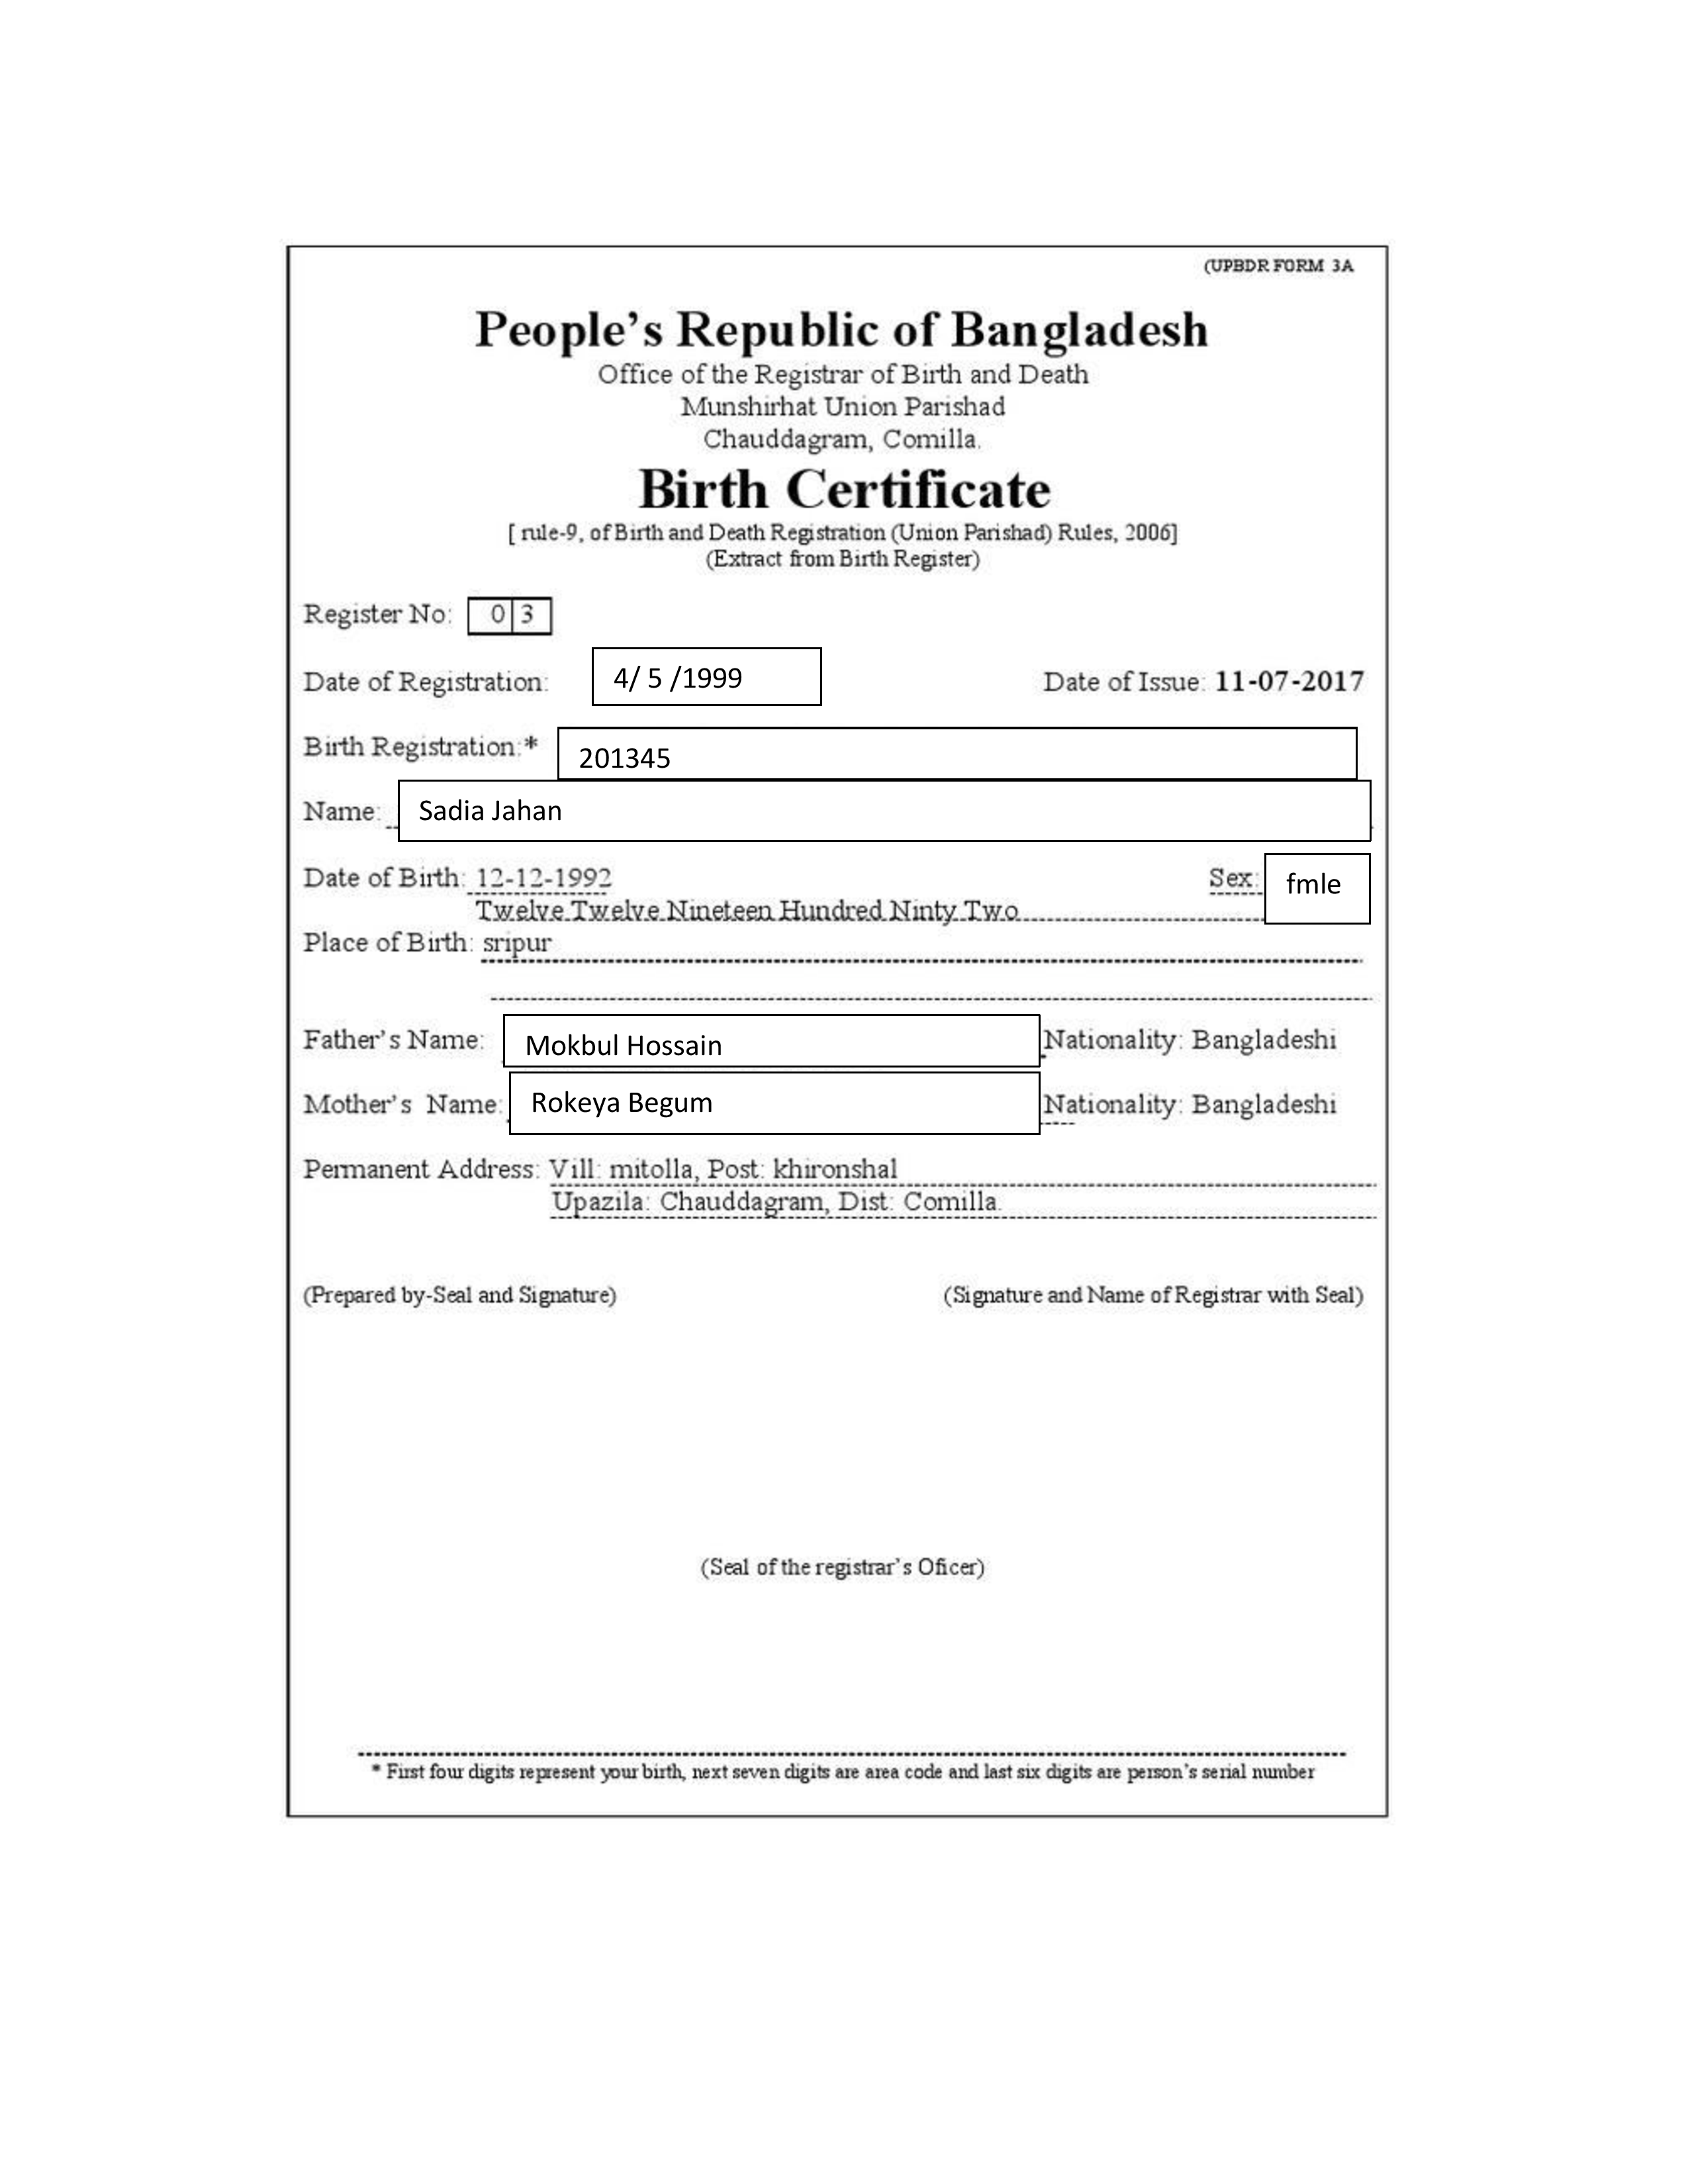 (UPBDR FORM 3A
People's Republic of Bangladesh
Office of the Registrar of Birth and Death
Munshirhat Union Parishad
Chauddagram, Comilla.
Birth Certificate
[ rule-9, of Birth and Death Registration (Union Parishad) Rules, 2006]
(Extract from Birth Register)
Register No: 0 3
Date of Registration: 4/ 5 /1999 Date of Issue: 11-07-2017
Birth Registration:* 201345
Name: Sadia Jahan
Date of Birth: 12-12-1992 Sex: fmle
Twelve Twelve Nineteen Hundred Ninty Two
Place of Birth: sripur
Father's Name: Mokbul Hossain Nationality: Bangladeshi
Mother's Name: Rokeya Begum Nationality: Bangladeshi
Permanent Address: Vill: mitolla, Post: khironshal
Upazila: Chauddagram, Dist: Comilla.
(Prepared by-Seal and Signature) (Signature and Name of Registrar with Seal)
(Seal of the registrar's Oficer)
* First four digits represent your birth, next seven digits are area code and last six digits are person's serial number